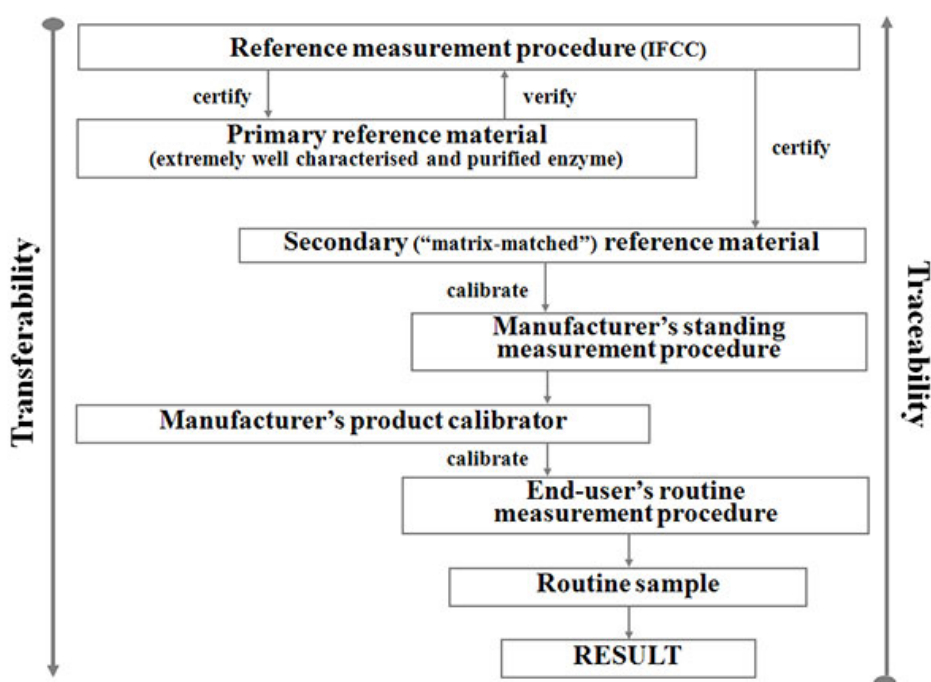 Reference measurement procedure (IFCC)
certify
verify
Primary reference material
(extremely well characterised and purified enzyme)
certify
Secondary (“matrix-matched”) reference material
calibrate
Manufacturer’s standing
measurement procedure
Manufacturer’s product calibrator
calibrate
End-user’s routine
measurement procedure
Routine sample
RESULT
Transferability
Traceability